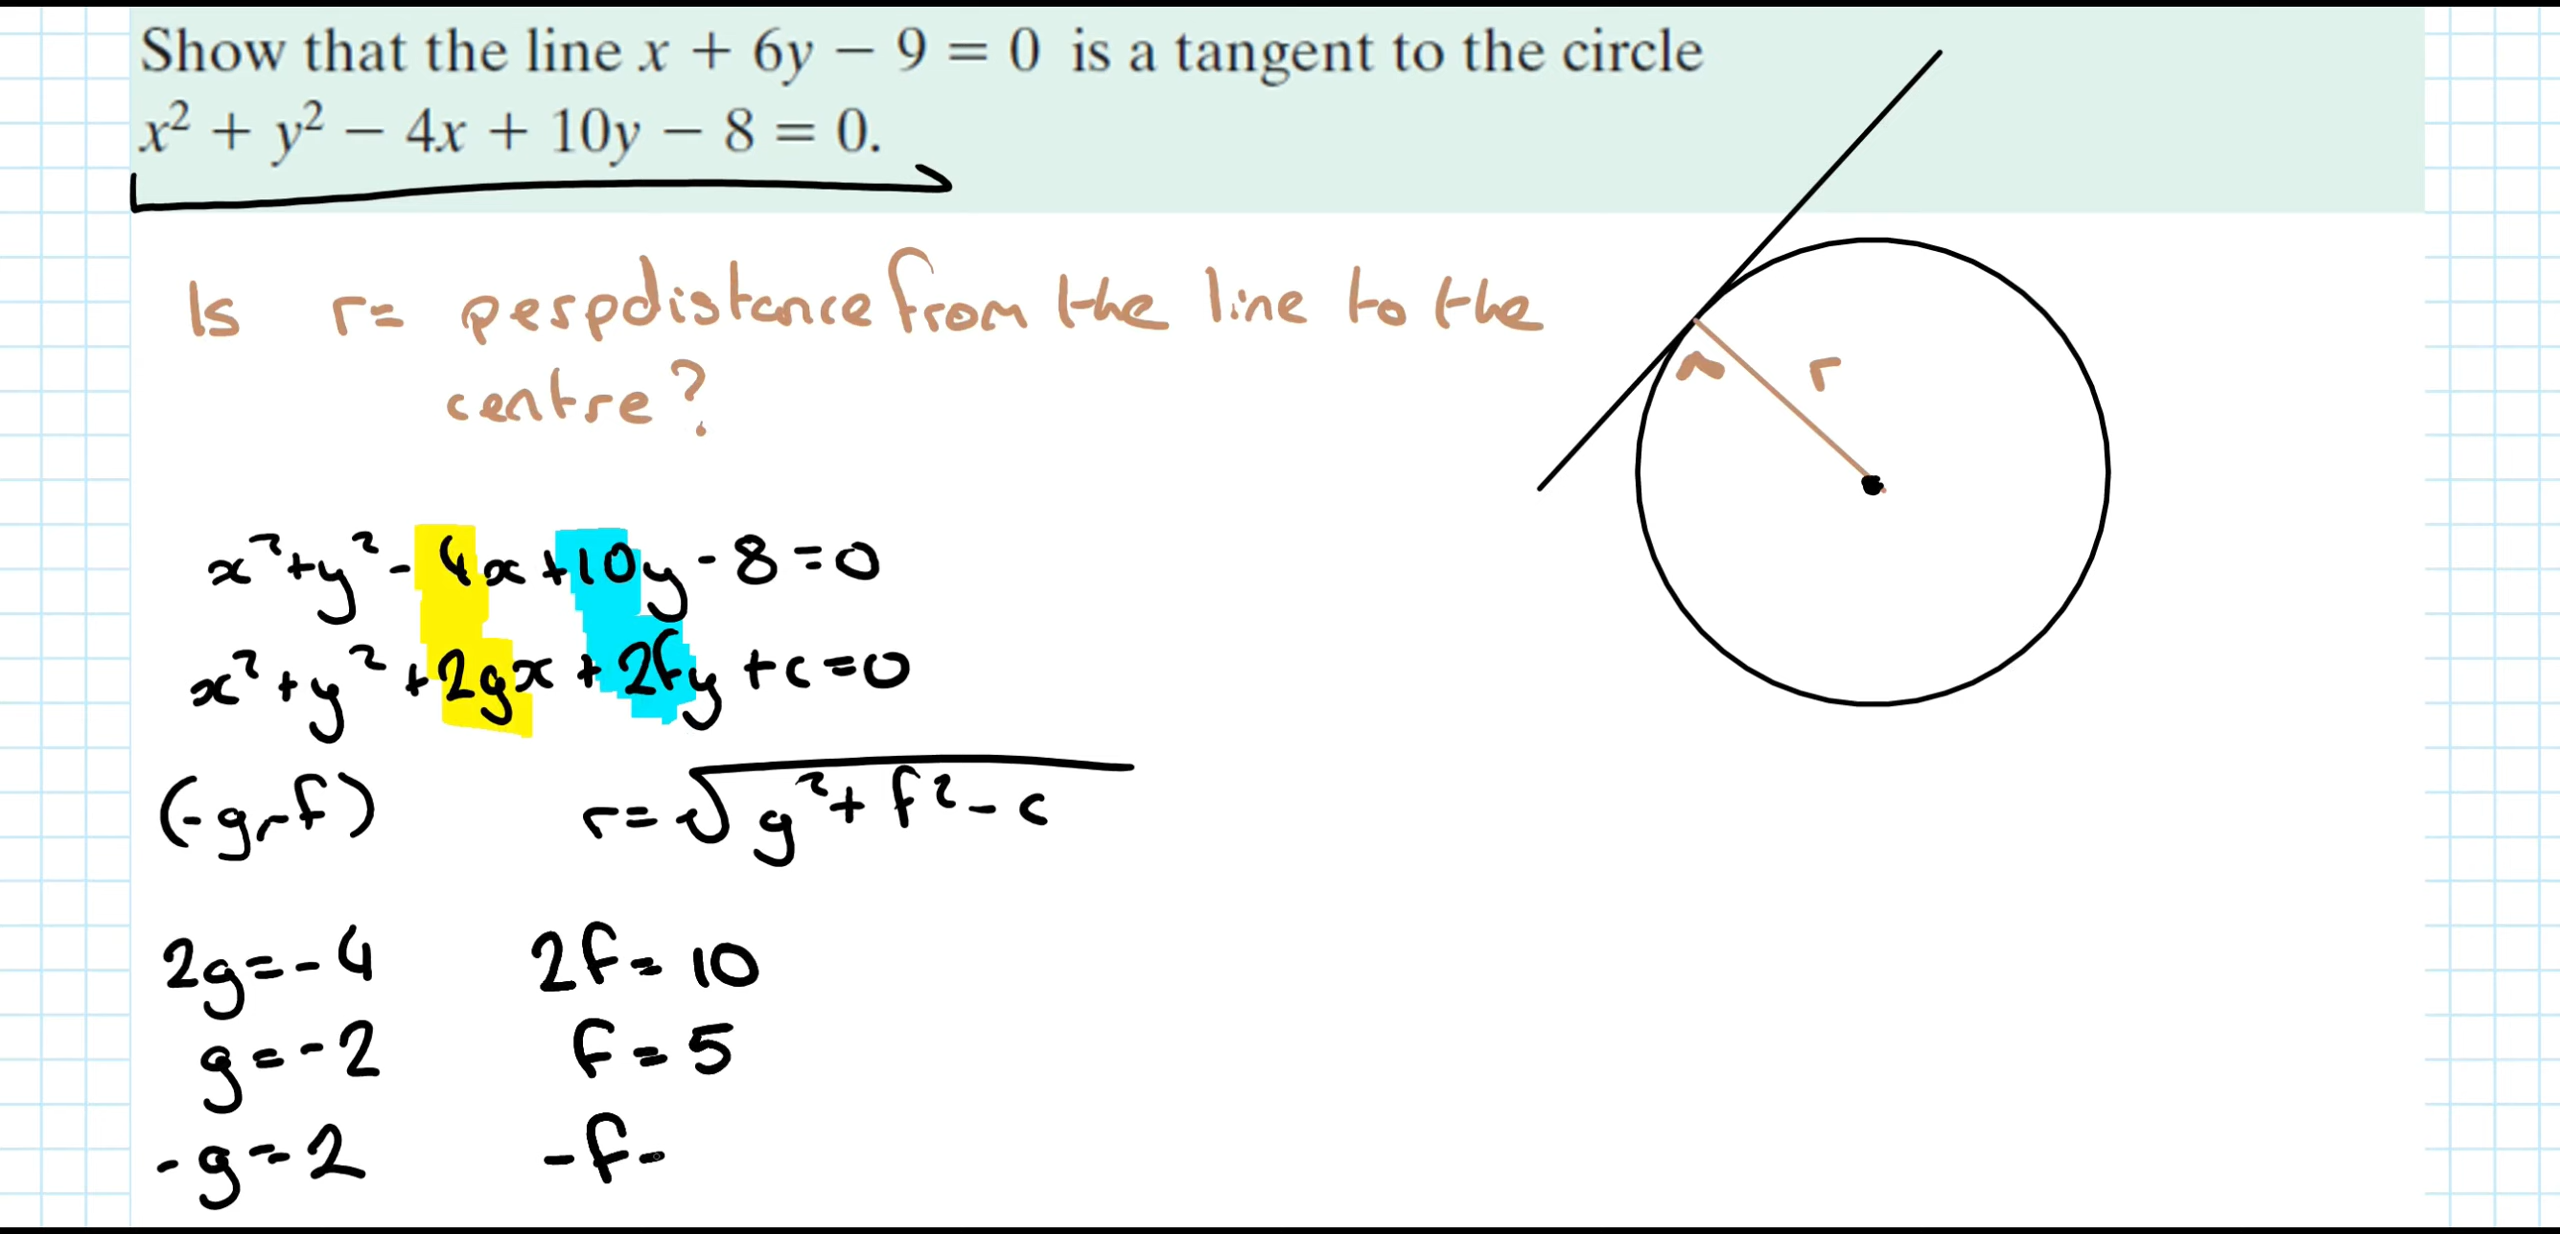 Show that the line x + 6y − 9 = 0 is a tangent to the circle
x² + y² − 4x + 10y − 8 = 0.
Is r= perpdistance from the line to the
centre?
r
x²+y²-4x+10y-8=0
x²+y²+2gx+2fy+c=0
(-g,-f) r=√g²+f²-c
2g=-4 2f=10
g=-2 f=5
-g=2 -f-